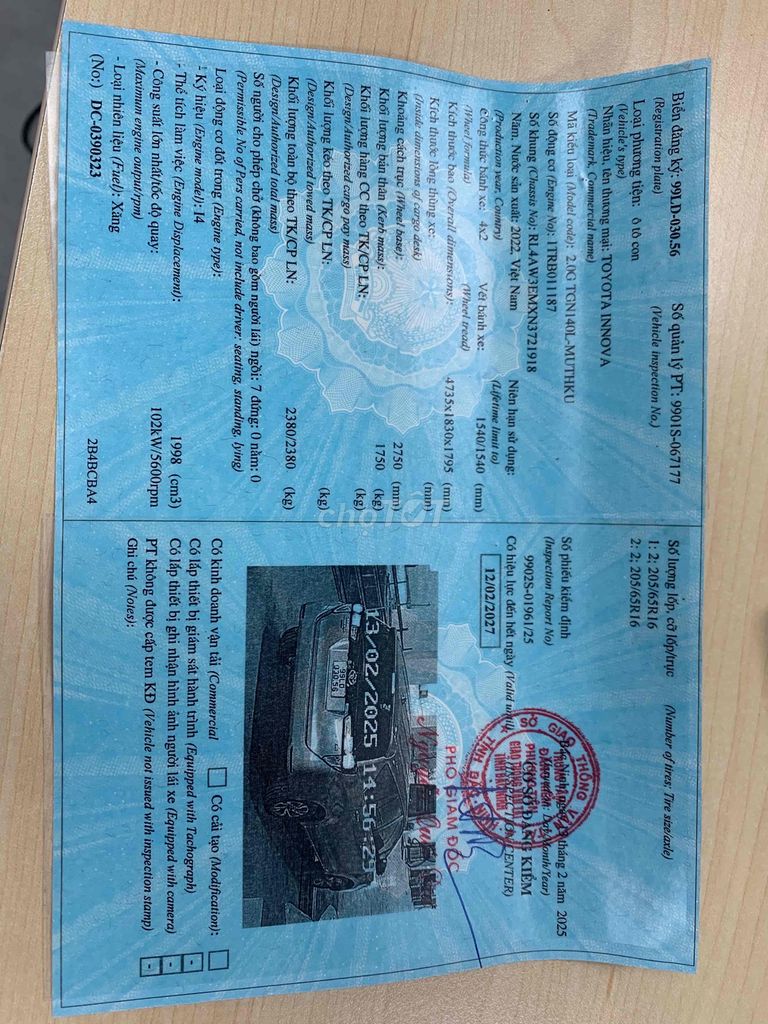 Biển đăng ký: 99LD-030.56 Số quản lý PT: 9901S-067177
(Registration plate) (Vehicle inspection No.)
Loại phương tiện: ô tô con
(Vehicle's type)
Nhãn hiệu, tên thương mại: TOYOTA INNOVA
(Trademark, Commercial name)
Mã kiểu loại (Model code): 2.0G TGN140L-MUTHKU
Số động cơ (Engine No): 1TRB011187
Số khung (Chassis No): RL4AW3EMXN3721918
Năm, Nước sản xuất: 2022, Việt Nam Niên hạn sử dụng:
(Production year, Country) (Lifetime limit to)
Công thức bánh xe: 4x2 Vết bánh xe: 1540/1540 (mm)
(Wheel formula) (Wheel tread)
Kích thước bao (Overall dimensions): 4735x1830x1795 (mm)
Kích thước lòng thùng xe: (mm)
(Inside dimensions of cargo desk)
Khoảng cách trục (Wheel base): 2750 (mm)
Khối lượng bản thân (Kerb mass): 1750 (kg)
Khối lượng hàng CC theo TK/CP LN: (kg)
(Design/Authorized cargo pay mass)
Khối lượng kéo theo TK/CP LN: (kg)
(Design/Authorized towed mass)
Khối lượng toàn bộ theo TK/CP LN: 2380/2380 (kg)
(Design/Authorized total mass)
Số người cho phép chở (không bao gồm người lái) ngồi: 7 đứng: 0 nằm: 0
(Permissible No of Pers carried, not include driver: seating, standing, lying)
Loại động cơ đốt trong (Engine type):
- Ký hiệu (Engine model): I4
- Thể tích làm việc (Engine Displacement): 1998 (cm3)
- Công suất lớn nhất/tốc độ quay: 102kW/5600rpm
(Maximum engine output/rpm)
- Loại nhiên liệu (Fuel): Xăng
(No:) DC-0390323 2B4BCBA4
Số lượng lốp, cỡ lốp/trục (Number of tires; Tire size/axle)
1: 2; 205/65R16
2: 2; 205/65R16
Số phiếu kiểm định
(Inspection Report No)
9902S-01961/25
Có hiệu lực đến hết ngày (Valid until)
12/02/2027
tháng 2 năm 2025
CƠ SỞ ĐĂNG KIỂM
(INSPECTION CENTER)
SỞ GIAO THÔNG
PHÓ GIÁM ĐỐC
13/02/2025 14:56:25
99LD
030.56
chợTỐT
Có kinh doanh vận tải (Commercial Có cải tạo (Modification):
Có lắp thiết bị giám sát hành trình (Equipped with Tachograph) -
Có lắp thiết bị ghi nhận hình ảnh người lái xe (Equipped with camera) -
PT không được cấp tem KĐ (Vehicle not issued with inspection stamp) -
Ghi chú (Notes):